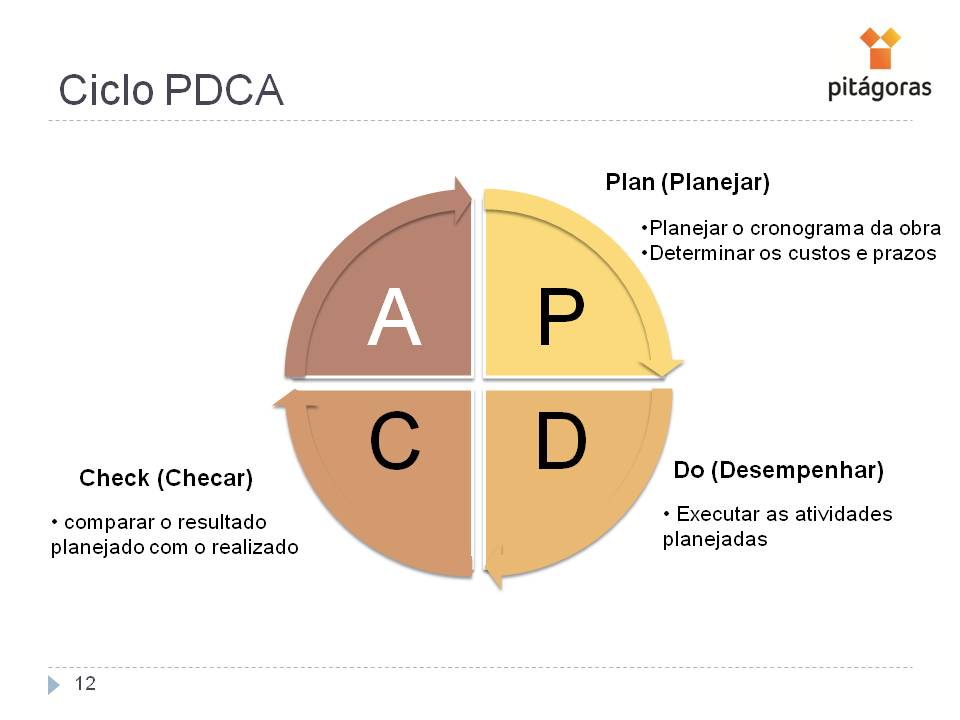 Ciclo PDCA
pitágoras
Plan (Planejar)
•Planejar o cronograma da obra
•Determinar os custos e prazos
A
P
C
D
Check (Checar)
• comparar o resultado
planejado com o realizado
Do (Desempenhar)
• Executar as atividades
planejadas
12